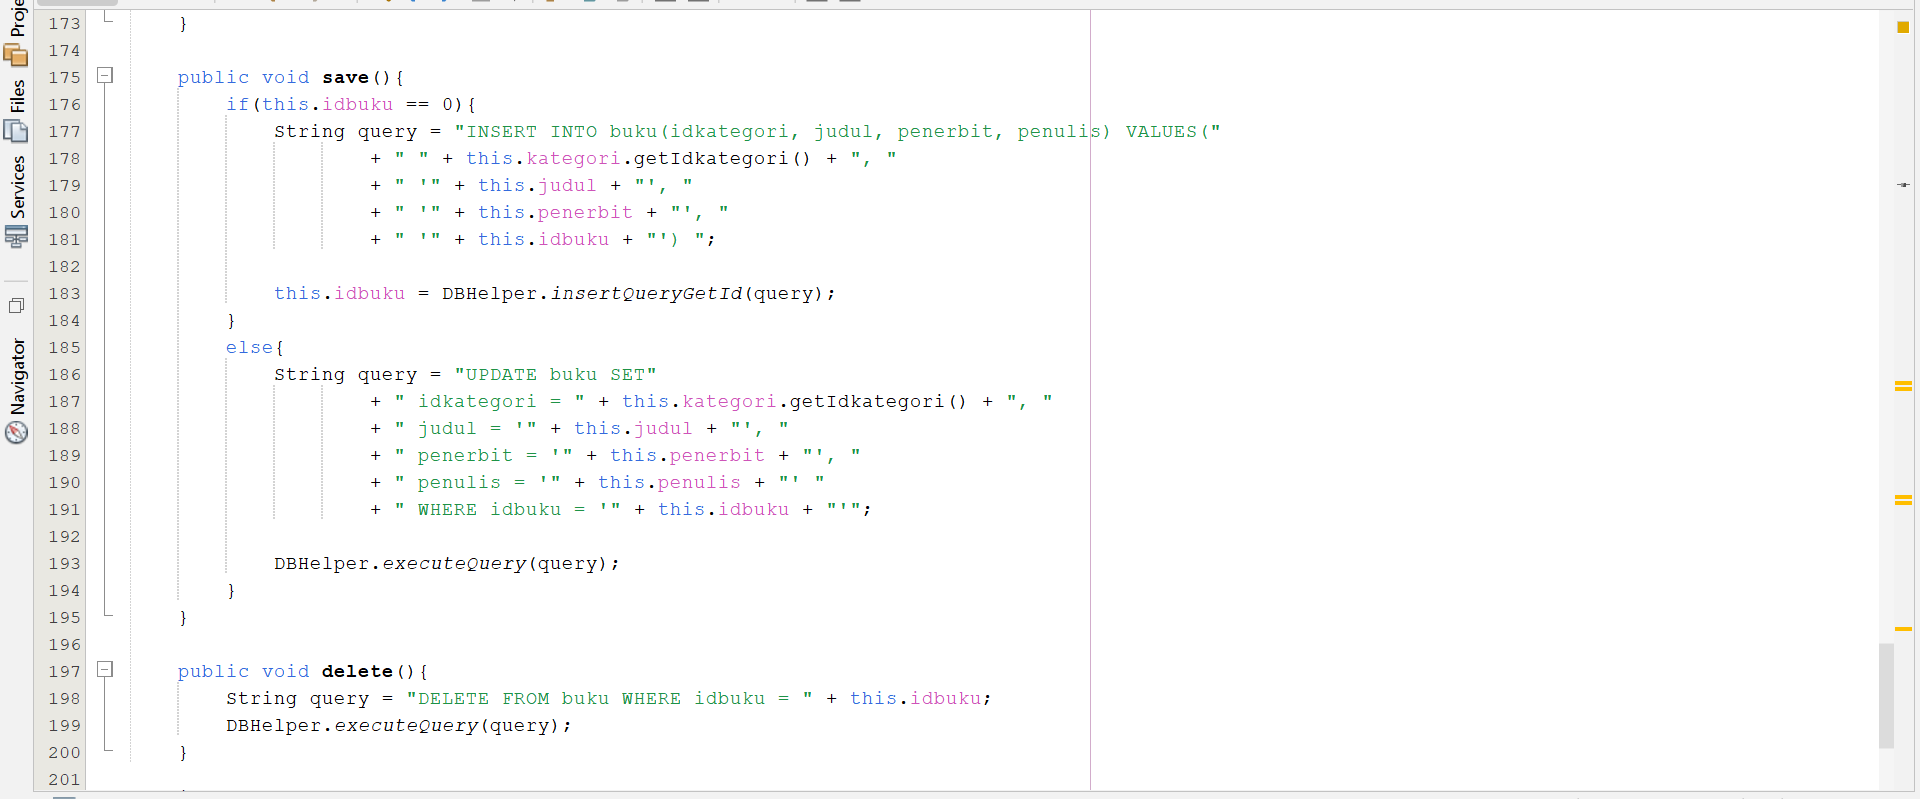 Proje
Files
Services
Navigator
173 }
174
175 public void save(){
176 if(this.idbuku == 0){
177 String query = "INSERT INTO buku(idkategori, judul, penerbit, penulis) VALUES("
178 + " " + this.kategori.getIdkategori() + ", "
179 + " '" + this.judul + "', "
180 + " '" + this.penerbit + "', "
181 + " '" + this.idbuku + "') ";
182
183 this.idbuku = DBHelper.insertQueryGetId(query);
184 }
185 else{
186 String query = "UPDATE buku SET"
187 + " idkategori = " + this.kategori.getIdkategori() + ", "
188 + " judul = '" + this.judul + "', "
189 + " penerbit = '" + this.penerbit + "', "
190 + " penulis = '" + this.penulis + "' "
191 + " WHERE idbuku = '" + this.idbuku + "'";
192
193 DBHelper.executeQuery(query);
194 }
195 }
196
197 public void delete(){
198 String query = "DELETE FROM buku WHERE idbuku = " + this.idbuku;
199 DBHelper.executeQuery(query);
200 }
201